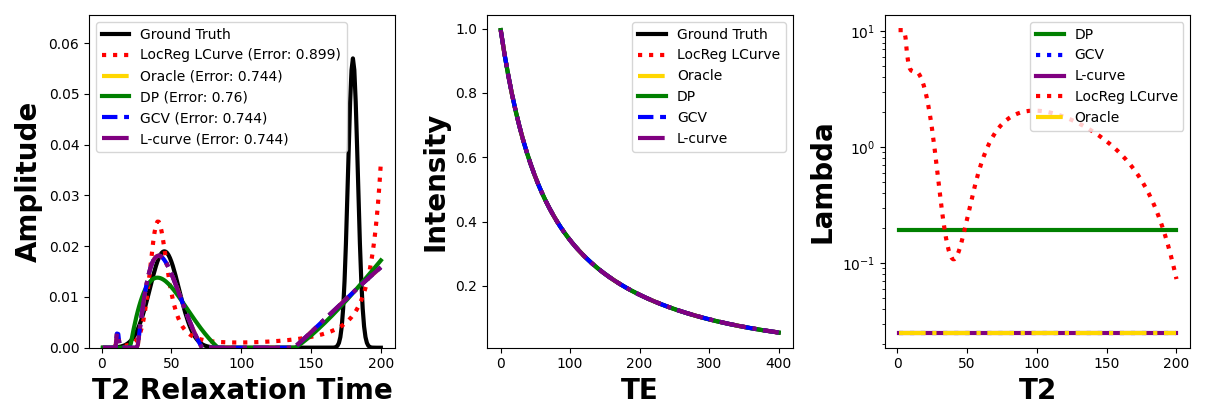 Amplitude
0.06
0.05
0.04
0.03
0.02
0.01
0.00
0
50
100
150
200
T2 Relaxation Time
Ground Truth
LocReg LCurve (Error: 0.899)
Oracle (Error: 0.744)
DP (Error: 0.76)
GCV (Error: 0.744)
L-curve (Error: 0.744)
Intensity
1.0
0.8
0.6
0.4
0.2
0
100
200
300
400
TE
Ground Truth
LocReg LCurve
Oracle
DP
GCV
L-curve
Lambda
10¹
10⁰
10⁻¹
0
50
100
150
200
T2
DP
GCV
L-curve
LocReg LCurve
Oracle